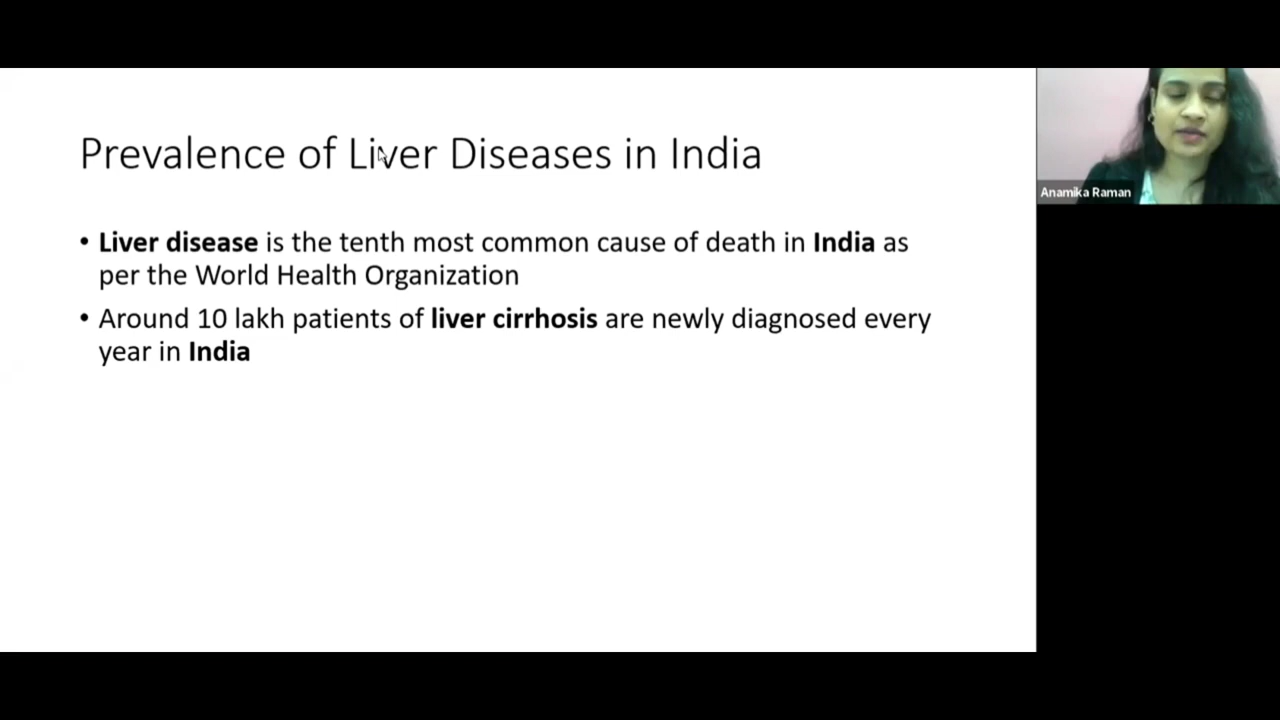 Prevalence of Liver Diseases in India
• Liver disease is the tenth most common cause of death in India as
per the World Health Organization
• Around 10 lakh patients of liver cirrhosis are newly diagnosed every
year in India
Anamika Raman